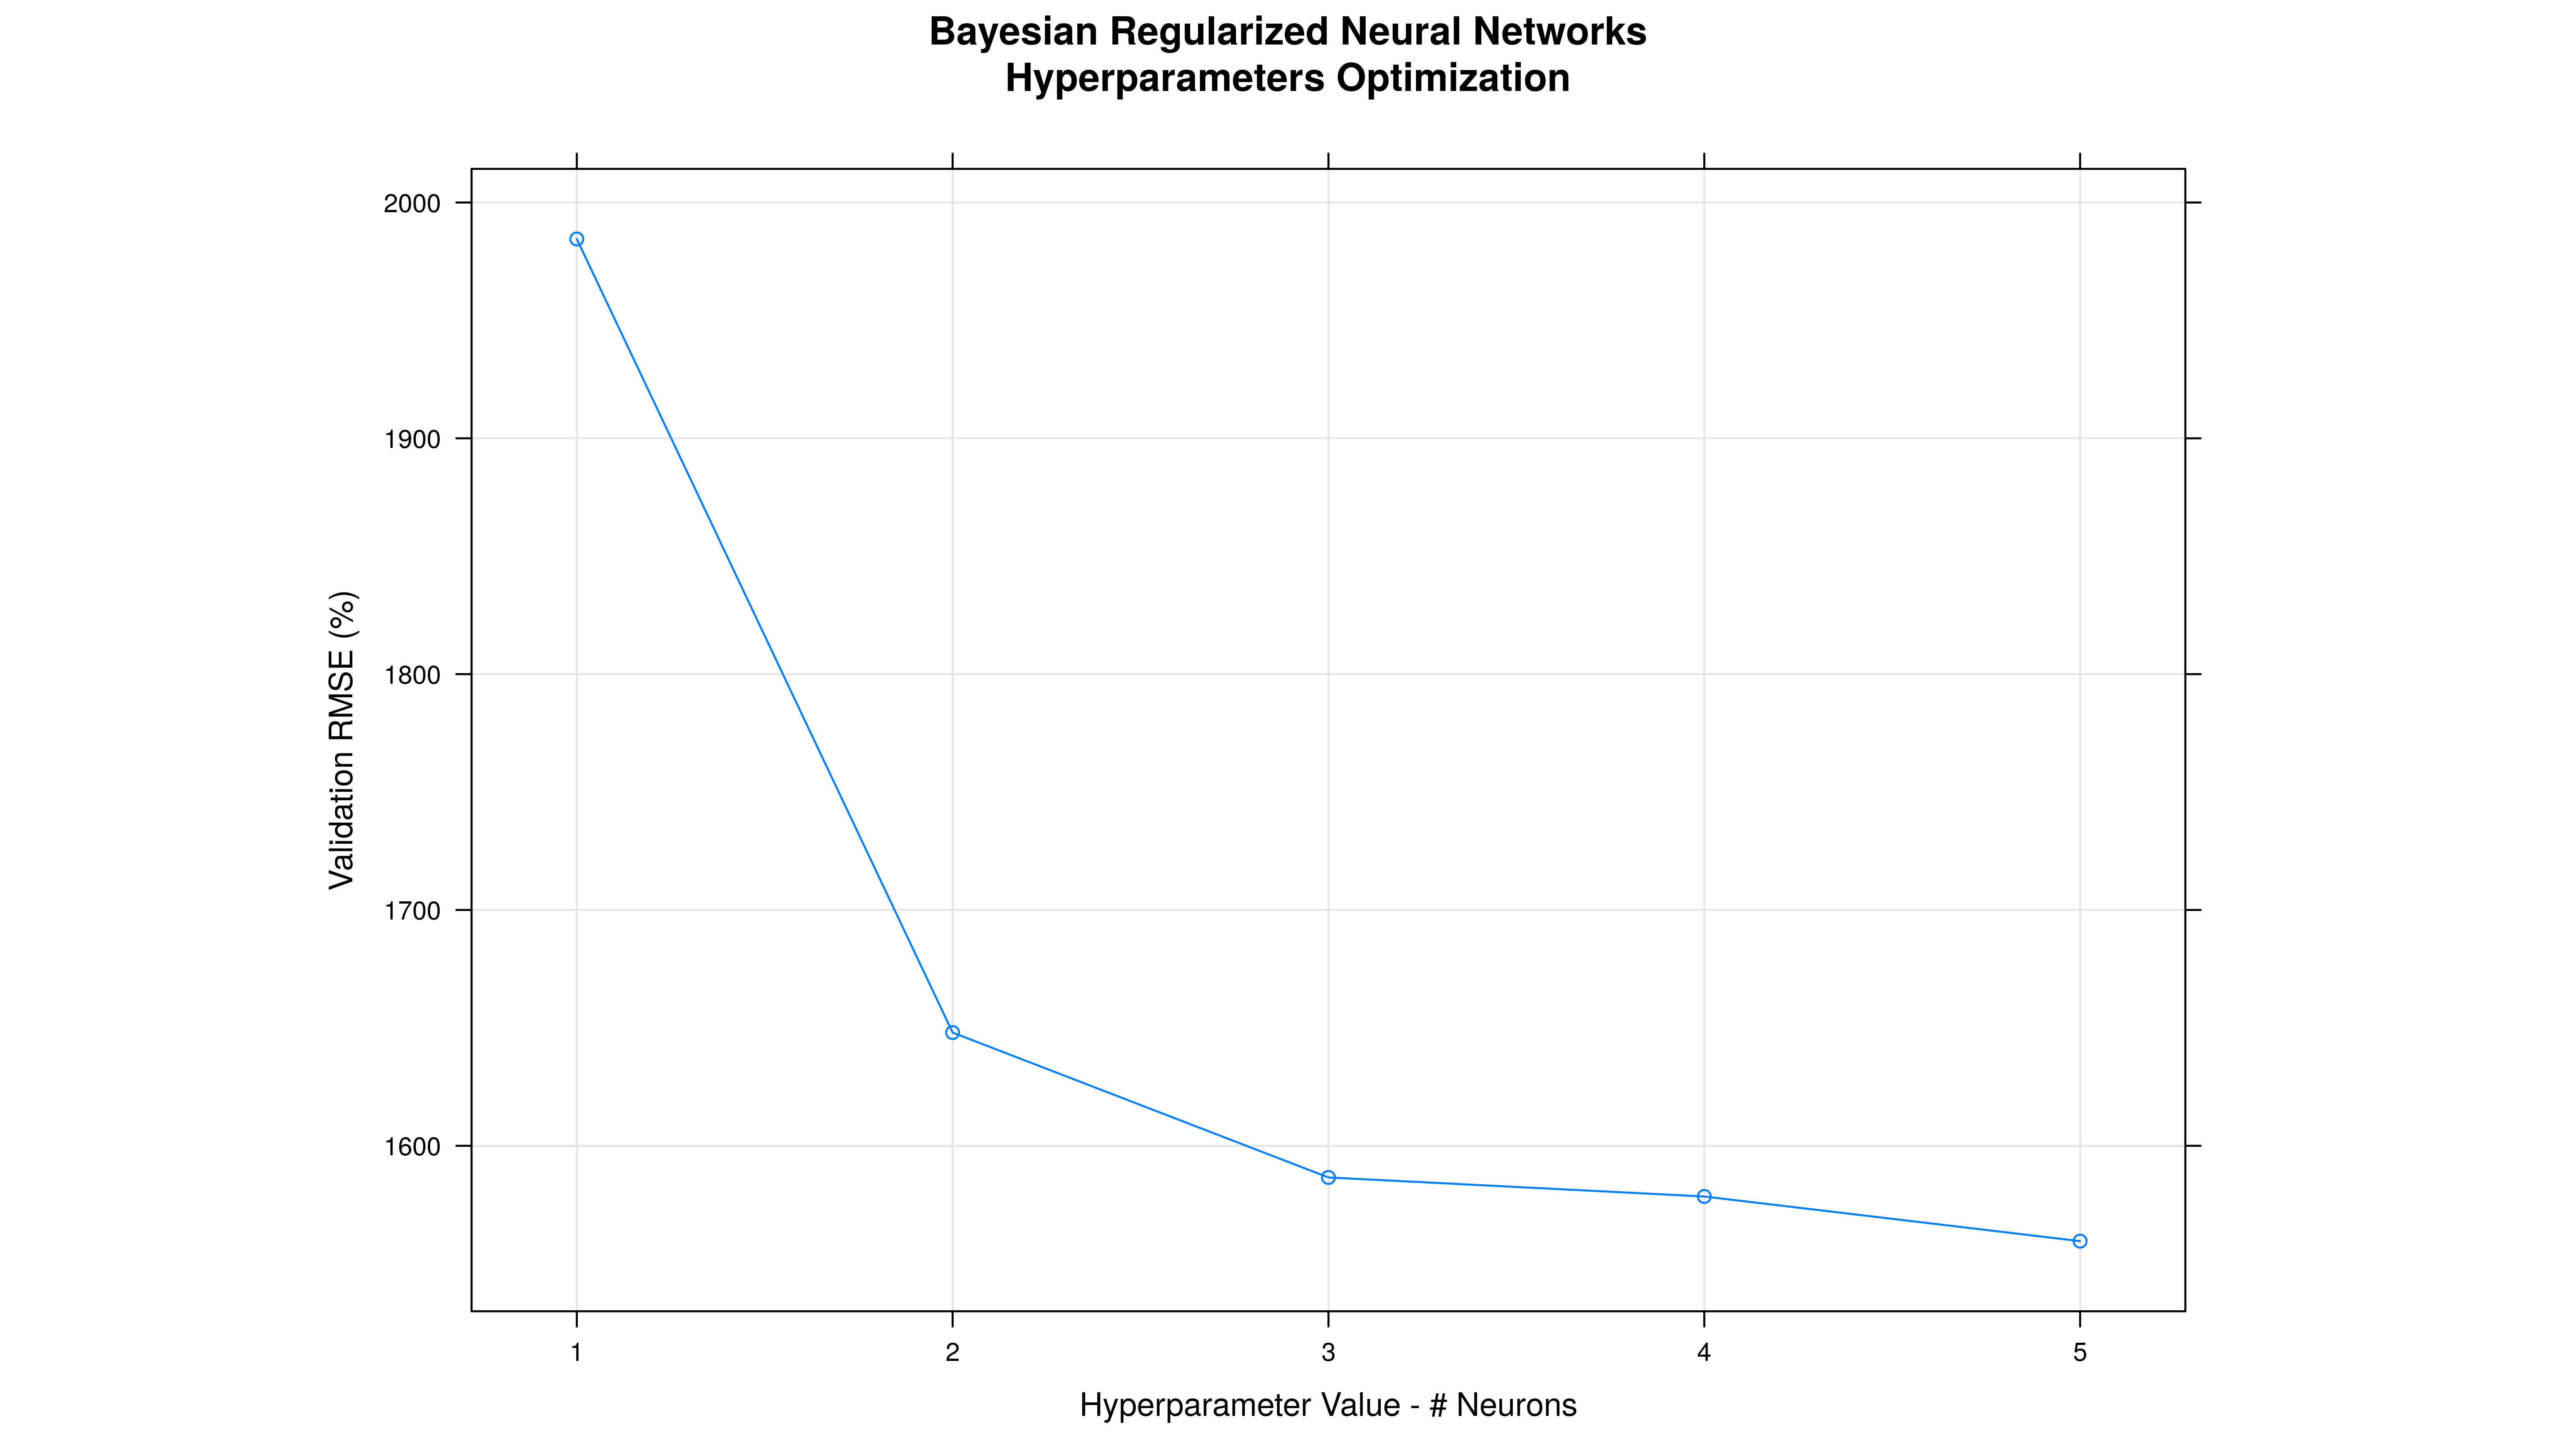 Bayesian Regularized Neural Networks
Hyperparameters Optimization
2000
1900
1800
1700
1600
Validation RMSE (%)
1 2 3 4 5
Hyperparameter Value - # Neurons